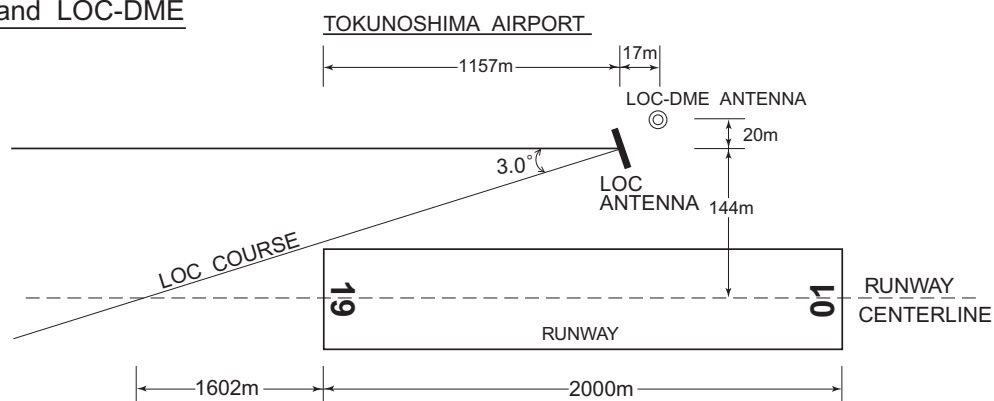 and LOC-DME
TOKUNOSHIMA AIRPORT
17m
1157m
LOC-DME ANTENNA
20m
3.0°
LOC
ANTENNA
144m
LOC COURSE
19
01
RUNWAY
CENTERLINE
RUNWAY
1602m
2000m